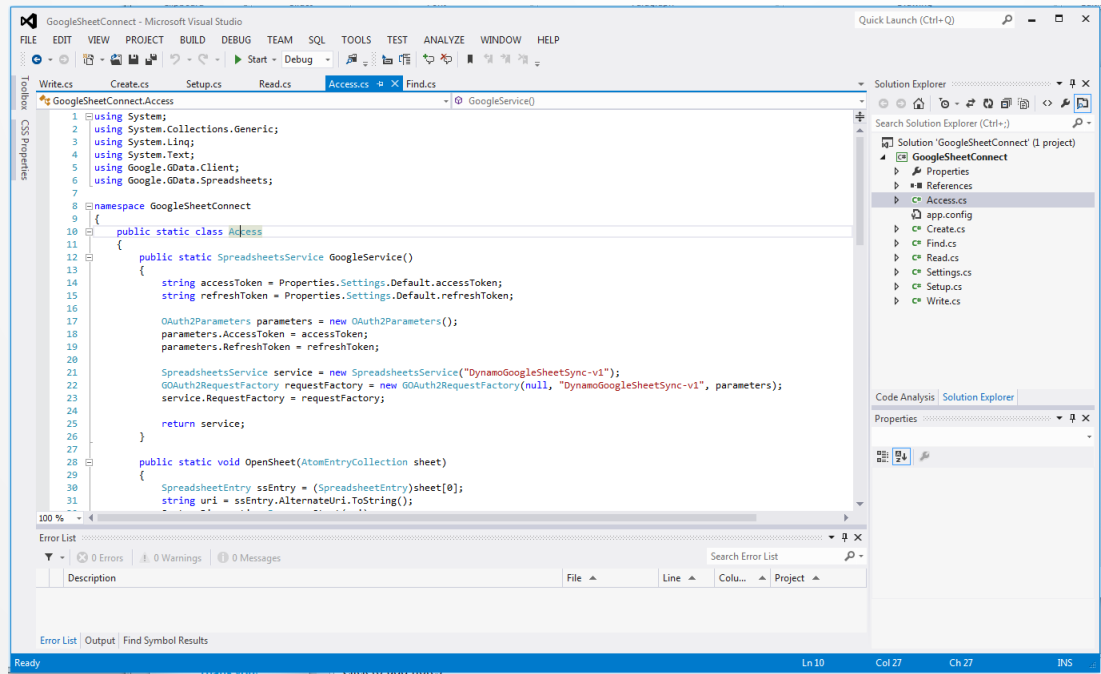 GoogleSheetConnect - Microsoft Visual Studio
Quick Launch (Ctrl+Q)
FILE EDIT VIEW PROJECT BUILD DEBUG TEAM SQL TOOLS TEST ANALYZE WINDOW HELP
Start Debug
Toolbox
CSS Properties
Write.cs Create.cs Setup.cs Read.cs Access.cs Find.cs
GoogleSheetConnect.Access GoogleService()
1 using System;
2 using System.Collections.Generic;
3 using System.Linq;
4 using System.Text;
5 using Google.GData.Client;
6 using Google.GData.Spreadsheets;
7
8 namespace GoogleSheetConnect
9 {
10 public static class Access
11 {
12 public static SpreadsheetsService GoogleService()
13 {
14 string accessToken = Properties.Settings.Default.accessToken;
15 string refreshToken = Properties.Settings.Default.refreshToken;
16
17 OAuth2Parameters parameters = new OAuth2Parameters();
18 parameters.AccessToken = accessToken;
19 parameters.RefreshToken = refreshToken;
20
21 SpreadsheetsService service = new SpreadsheetsService("DynamoGoogleSheetSync-v1");
22 GOAuth2RequestFactory requestFactory = new GOAuth2RequestFactory(null, "DynamoGoogleSheetSync-v1", parameters);
23 service.RequestFactory = requestFactory;
24
25 return service;
26 }
27
28 public static void OpenSheet(AtomEntryCollection sheet)
29 {
30 SpreadsheetEntry ssEntry = (SpreadsheetEntry)sheet[0];
31 string uri = ssEntry.AlternateUri.ToString();
100 %
Solution Explorer
Search Solution Explorer (Ctrl+;)
Solution 'GoogleSheetConnect' (1 project)
GoogleSheetConnect
Properties
References
Access.cs
app.config
Create.cs
Find.cs
Read.cs
Settings.cs
Setup.cs
Write.cs
Code Analysis Solution Explorer
Properties
Error List
0 Errors 0 Warnings 0 Messages
Search Error List
Description File Line Colu... Project
Error List Output Find Symbol Results
Ready Ln 10 Col 27 Ch 27 INS